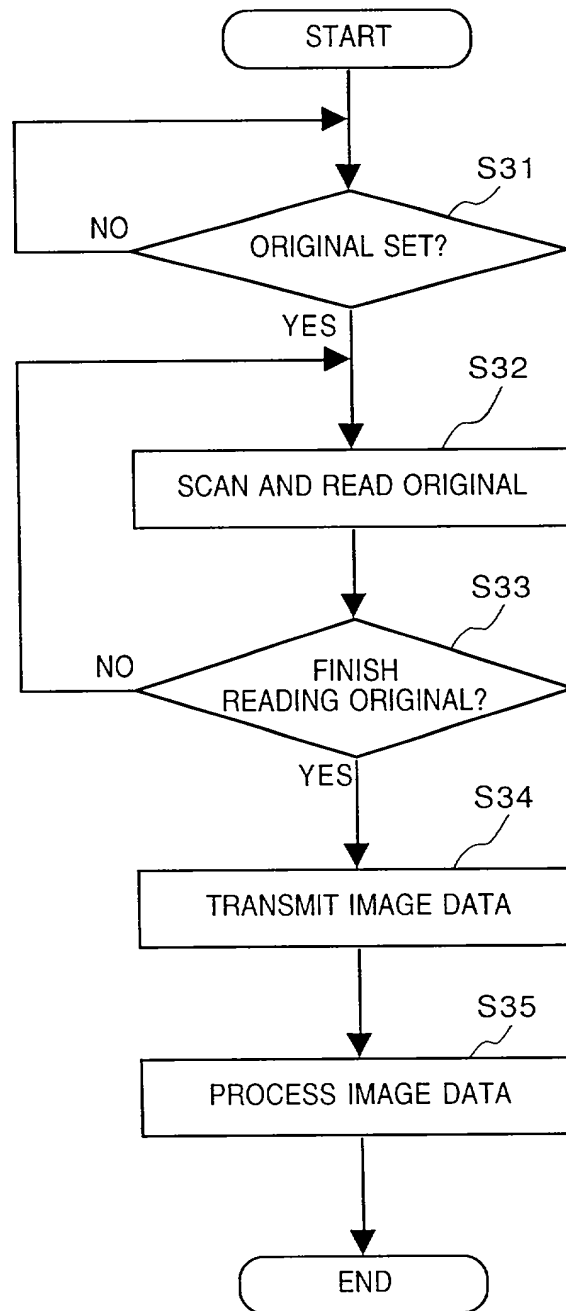 START
S31
NO
ORIGINAL SET?
YES
S32
SCAN AND READ ORIGINAL
S33
NO
FINISH
READING ORIGINAL?
YES
S34
TRANSMIT IMAGE DATA
S35
PROCESS IMAGE DATA
END